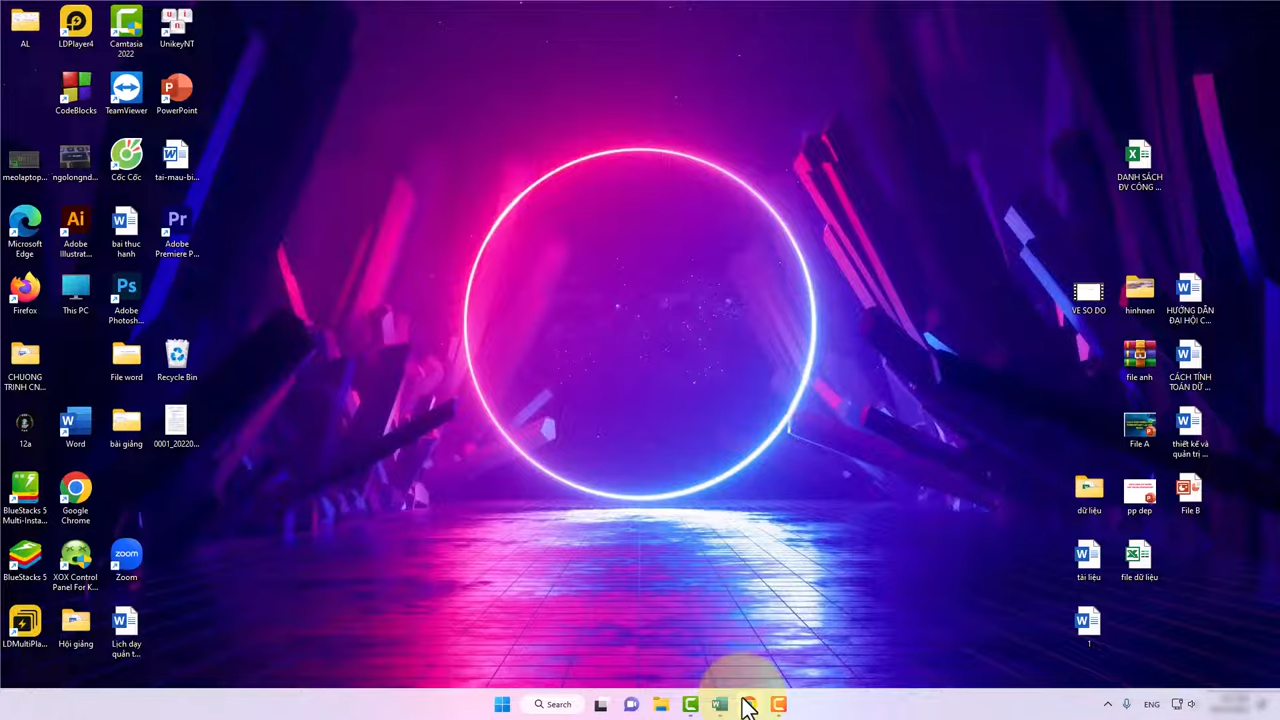 AL
LDPlayer4
Camtasia
2022
UnikeyNT
CodeBlocks
TeamViewer
PowerPoint
meolaptop...
ngolongnd...
Cốc Cốc
tai-mau-bi...
Microsoft
Edge
Adobe
Illustrat...
bai thuc
hanh
Adobe
Premiere P...
Firefox
This PC
Adobe
Photosh...
CHUONG
TRINH CN...
File word
Recycle Bin
12a
Word
bài giảng
0001_20220...
BlueStacks 5
Multi-Insta...
Google
Chrome
BlueStacks 5
XOX Control
Panel For K...
Zoom
LDMultiPla...
Hội giảng
Lịch dạy
quản t...
DANH SÁCH
ĐV CÔNG ...
VE SO DO
hinhnen
HƯỚNG DẪN
ĐẠI HỘI C...
file anh
CÁCH TÍNH
TOÁN DỮ ...
File A
thiết kế và
quản trị ...
dữ liệu
pp dep
File B
tài liệu
file dữ liệu
1
Search
ENG